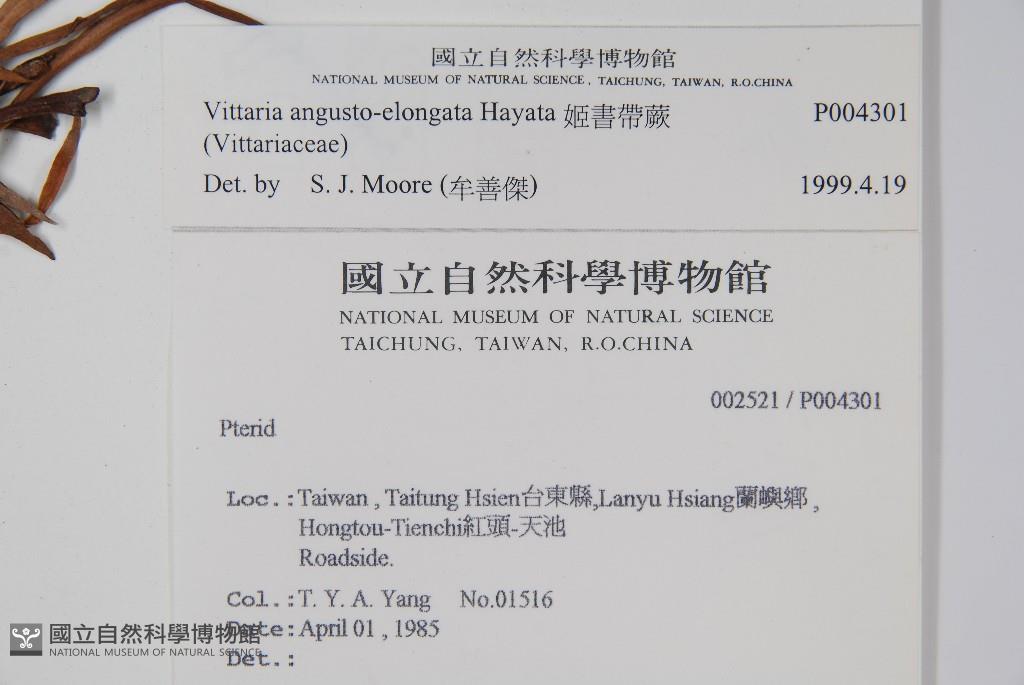 國立自然科學博物館
NATIONAL MUSEUM OF NATURAL SCIENCE, TAICHUNG, TAIWAN, R.O.CHINA
Vittaria angusto-elongata Hayata 姬書帶蕨 P004301
(Vittariaceae)
Det. by S. J. Moore (牟善傑) 1999.4.19
國立自然科學博物館
NATIONAL MUSEUM OF NATURAL SCIENCE
TAICHUNG, TAIWAN, R.O.CHINA
002521 / P004301
Pterid
Loc.:Taiwan , Taitung Hsien台東縣,Lanyu Hsiang蘭嶼鄉 ,
Hongtou-Tienchi紅頭-天池
Roadside.
Col.:T. Y. A. Yang No.01516
Date:April 01 , 1985
Det.:
國立自然科學博物館
NATIONAL MUSEUM OF NATURAL SCIENCE